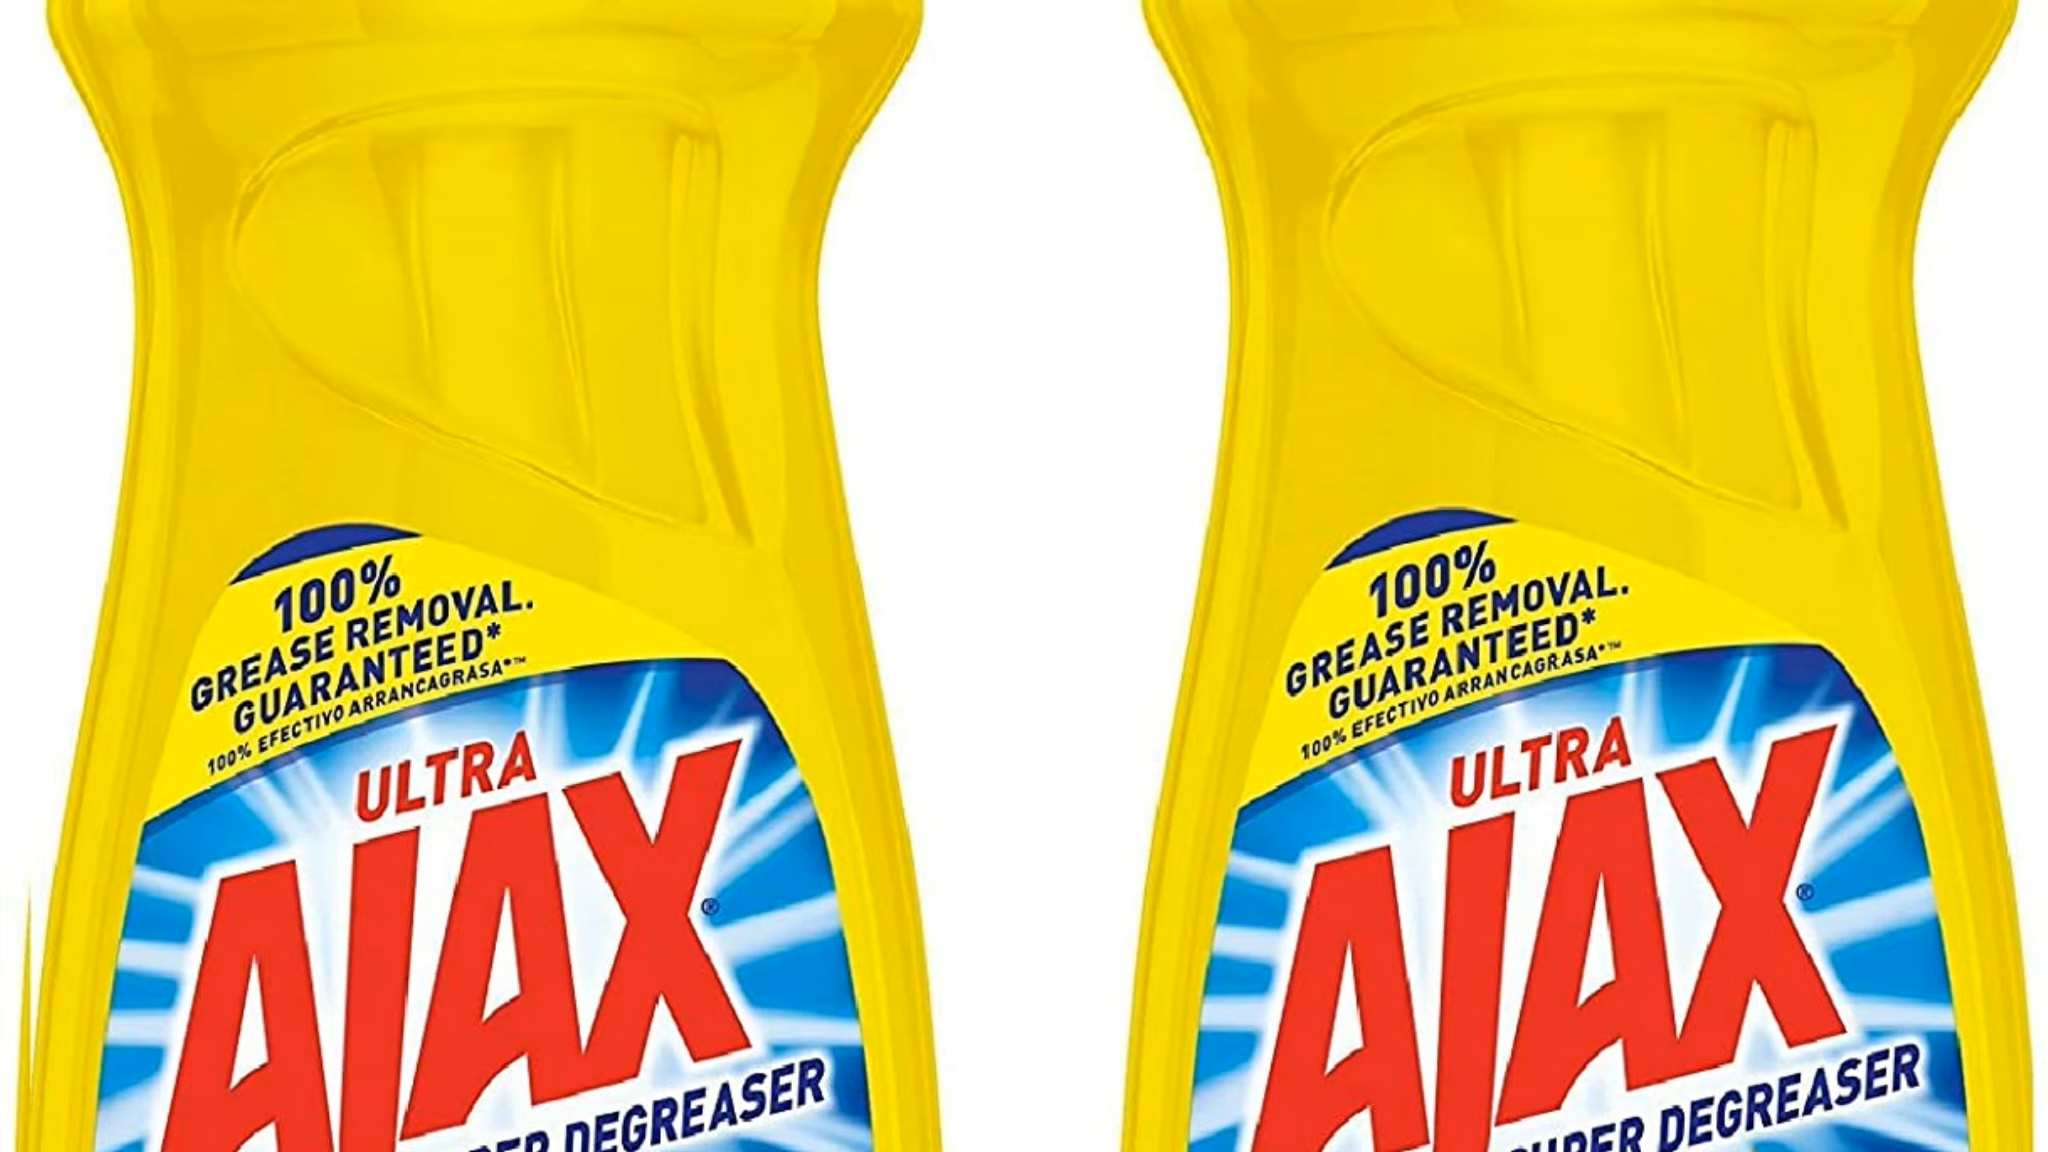 100%
GREASE REMOVAL.
GUARANTEED*
100% EFECTIVO ARRANCAGRASA*™
ULTRA
AJAX®
DEGREASER
100%
GREASE REMOVAL.
GUARANTEED*
100% EFECTIVO ARRANCAGRASA*™
ULTRA
AJAX®
SUPER DEGREASER